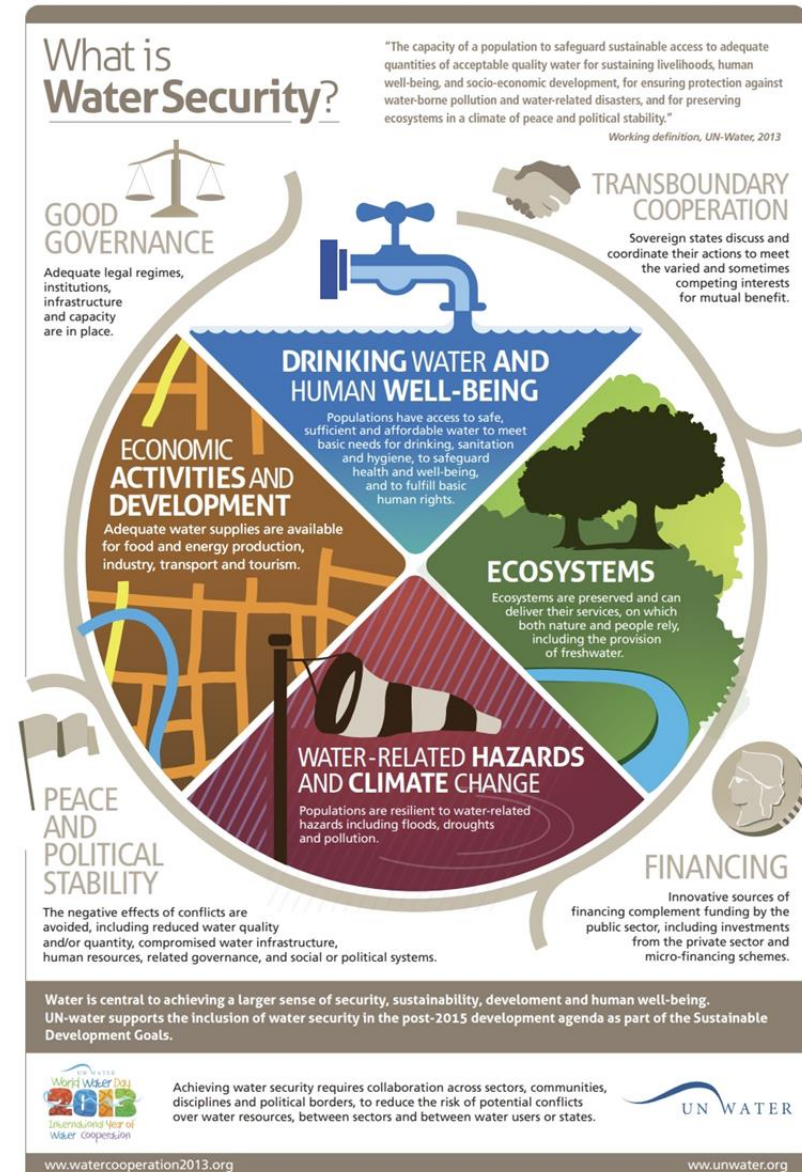 What is
Water Security?
"The capacity of a population to safeguard sustainable access to adequate
quantities of acceptable quality water for sustaining livelihoods, human
well-being, and socio-economic development, for ensuring protection against
water-borne pollution and water-related disasters, and for preserving
ecosystems in a climate of peace and political stability."
Working definition, UN-Water, 2013
GOOD
GOVERNANCE
Adequate legal regimes,
institutions,
infrastructure
and capacity
are in place.
TRANSBOUNDARY
COOPERATION
Sovereign states discuss and
coordinate their actions to meet
the varied and sometimes
competing interests
for mutual benefit.
DRINKING WATER AND
HUMAN WELL-BEING
Populations have access to safe,
sufficient and affordable water to meet
basic needs for drinking, sanitation
and hygiene, to safeguard
health and well-being,
and to fulfill basic
human rights.
ECONOMIC
ACTIVITIES AND
DEVELOPMENT
Adequate water supplies are available
for food and energy production,
industry, transport and tourism.
ECOSYSTEMS
Ecosystems are preserved and can
deliver their services, on which
both nature and people rely,
including the provision
of freshwater.
WATER-RELATED HAZARDS
AND CLIMATE CHANGE
Populations are resilient to water-related
hazards including floods, droughts
and pollution.
PEACE
AND
POLITICAL
STABILITY
The negative effects of conflicts are
avoided, including reduced water quality
and/or quantity, compromised water infrastructure,
human resources, related governance, and social or political systems.
FINANCING
Innovative sources of
financing complement funding by the
public sector, including investments
from the private sector and
micro-financing schemes.
Water is central to achieving a larger sense of security, sustainability, develoment and human well-being.
UN-water supports the inclusion of water security in the post-2015 development agenda as part of the Sustainable
Development Goals.
UN WATER
World Water Day
2013
International Year of
Water Cooperation
Achieving water security requires collaboration across sectors, communities,
disciplines and political borders, to reduce the risk of potential conflicts
over water resources, between sectors and between water users or states.
UN WATER
ww.watercooperation2013.org
ww.unwater.org